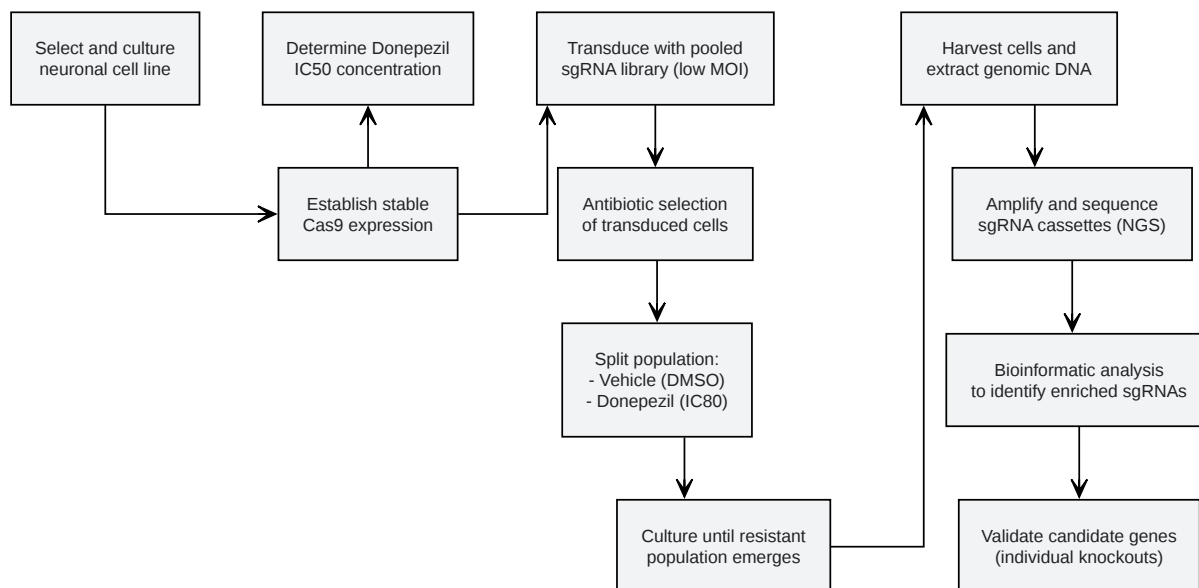 Select and culture
neuronal cell line
Determine Donepezil
IC50 concentration
Transduce with pooled
sgRNA library (low MOI)
Harvest cells and
extract genomic DNA
Establish stable
Cas9 expression
Antibiotic selection
of transduced cells
Amplify and sequence
sgRNA cassettes (NGS)
Split population:
- Vehicle (DMSO)
- Donepezil (IC80)
Bioinformatic analysis
to identify enriched sgRNAs
Culture until resistant
population emerges
Validate candidate genes
(individual knockouts)